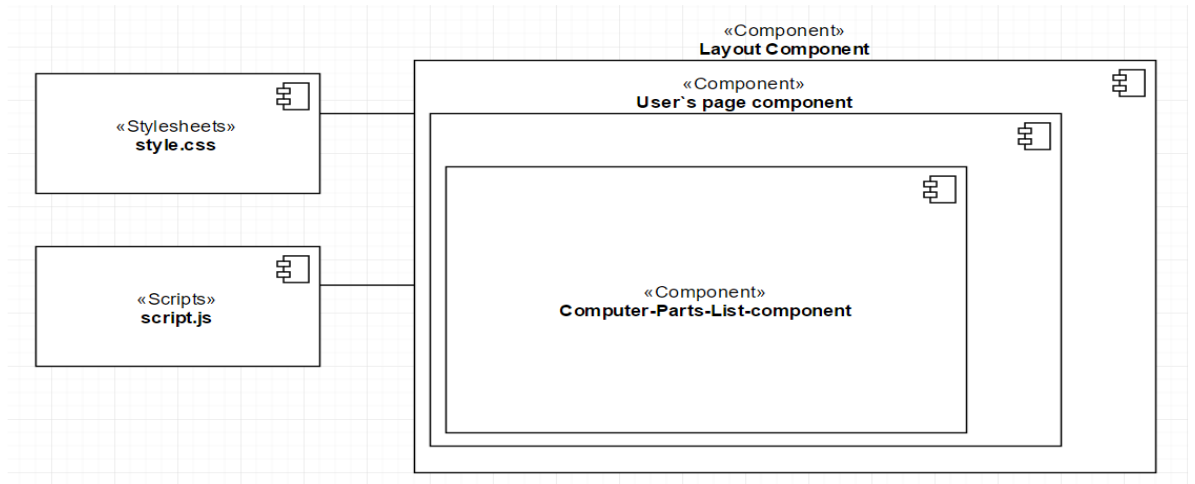 «Component»
Layout Component
«Component»
User`s page component
«Stylesheets»
style.css
«Component»
Computer-Parts-List-component
«Scripts»
script.js